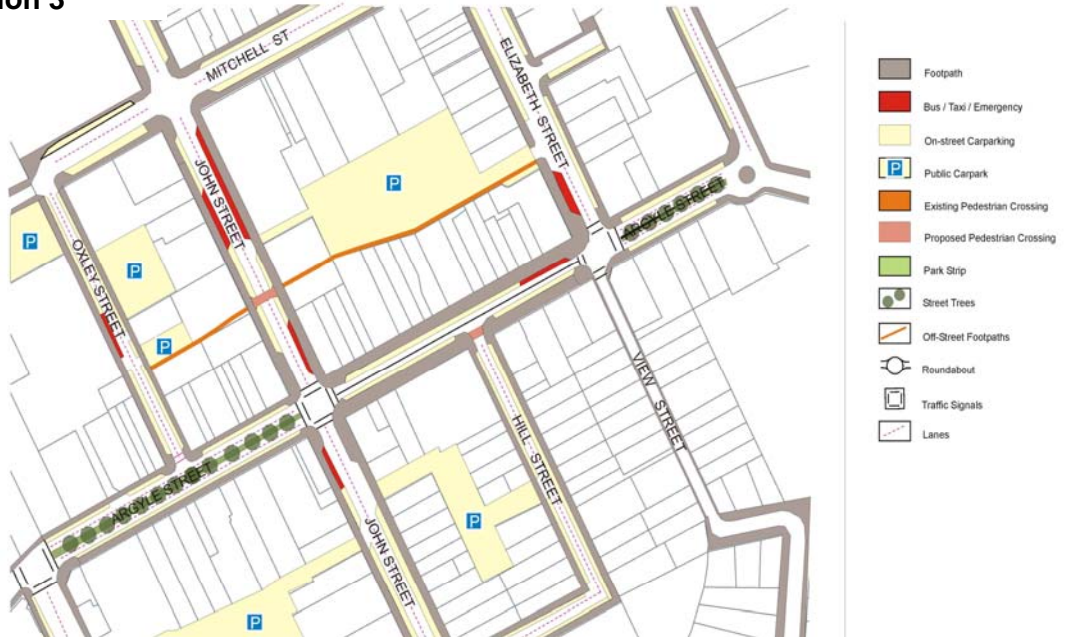 ion 3
MITCHELL ST
ELIZABETH STREET
JOHN STREET
P
ARGYLE STREET
P
OXLEY STREET
P
P
VIEW STREET
HILL STREET
ARGYLE STREET
P
JOHN STREET
P
Footpath
Bus / Taxi / Emergency
On-street Carparking
P
Public Carpark
Existing Pedestrian Crossing
Proposed Pedestrian Crossing
Park Strip
Street Trees
Off-Street Footpaths
Roundabout
Traffic Signals
Lanes